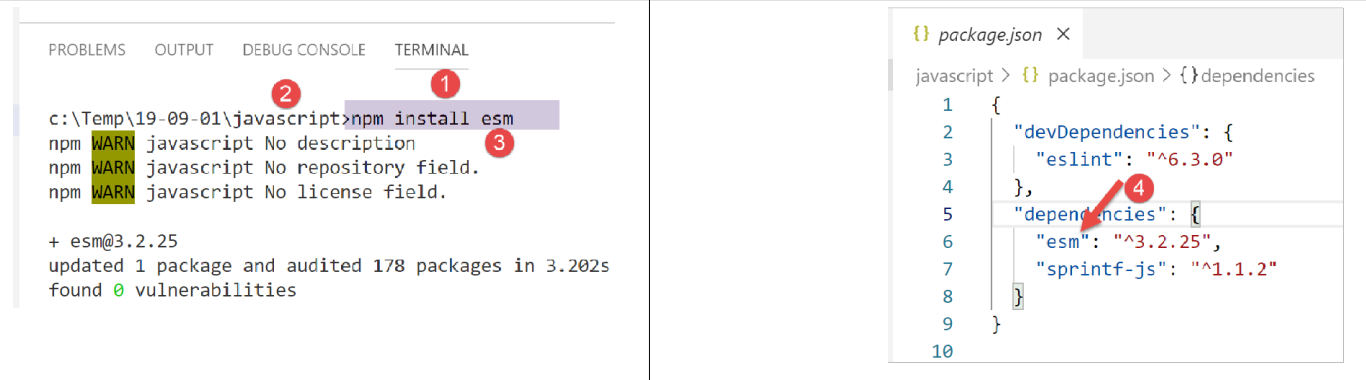 PROBLEMS OUTPUT DEBUG CONSOLE TERMINAL
1
2
c:\Temp\19-09-01\javascript>npm install esm
npm WARN javascript No description
3
npm WARN javascript No repository field.
npm WARN javascript No license field.
+ esm@3.2.25
updated 1 package and audited 178 packages in 3.202s
found 0 vulnerabilities
{} package.json ×
javascript > {} package.json > {} dependencies
1 {
2 "devDependencies": {
3 "eslint": "^6.3.0"
4 },
4
5 "dependencies": {
6 "esm": "^3.2.25",
7 "sprintf-js": "^1.1.2"
8 }
9 }
10